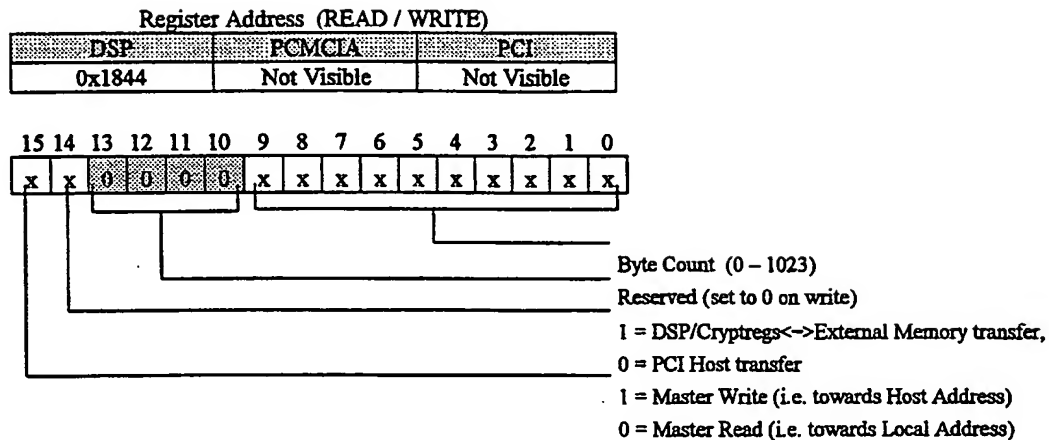 Register Address (READ / WRITE)
DSP PCMCIA PCI
0x1844 Not Visible Not Visible
15 14 13 12 11 10 9 8 7 6 5 4 3 2 1 0
x x 0 0 0 0 x x x x x x x x x x
Byte Count (0 – 1023)
Reserved (set to 0 on write)
1 = DSP/Cryptregs<->External Memory transfer,
0 = PCI Host transfer
1 = Master Write (i.e. towards Host Address)
0 = Master Read (i.e. towards Local Address)